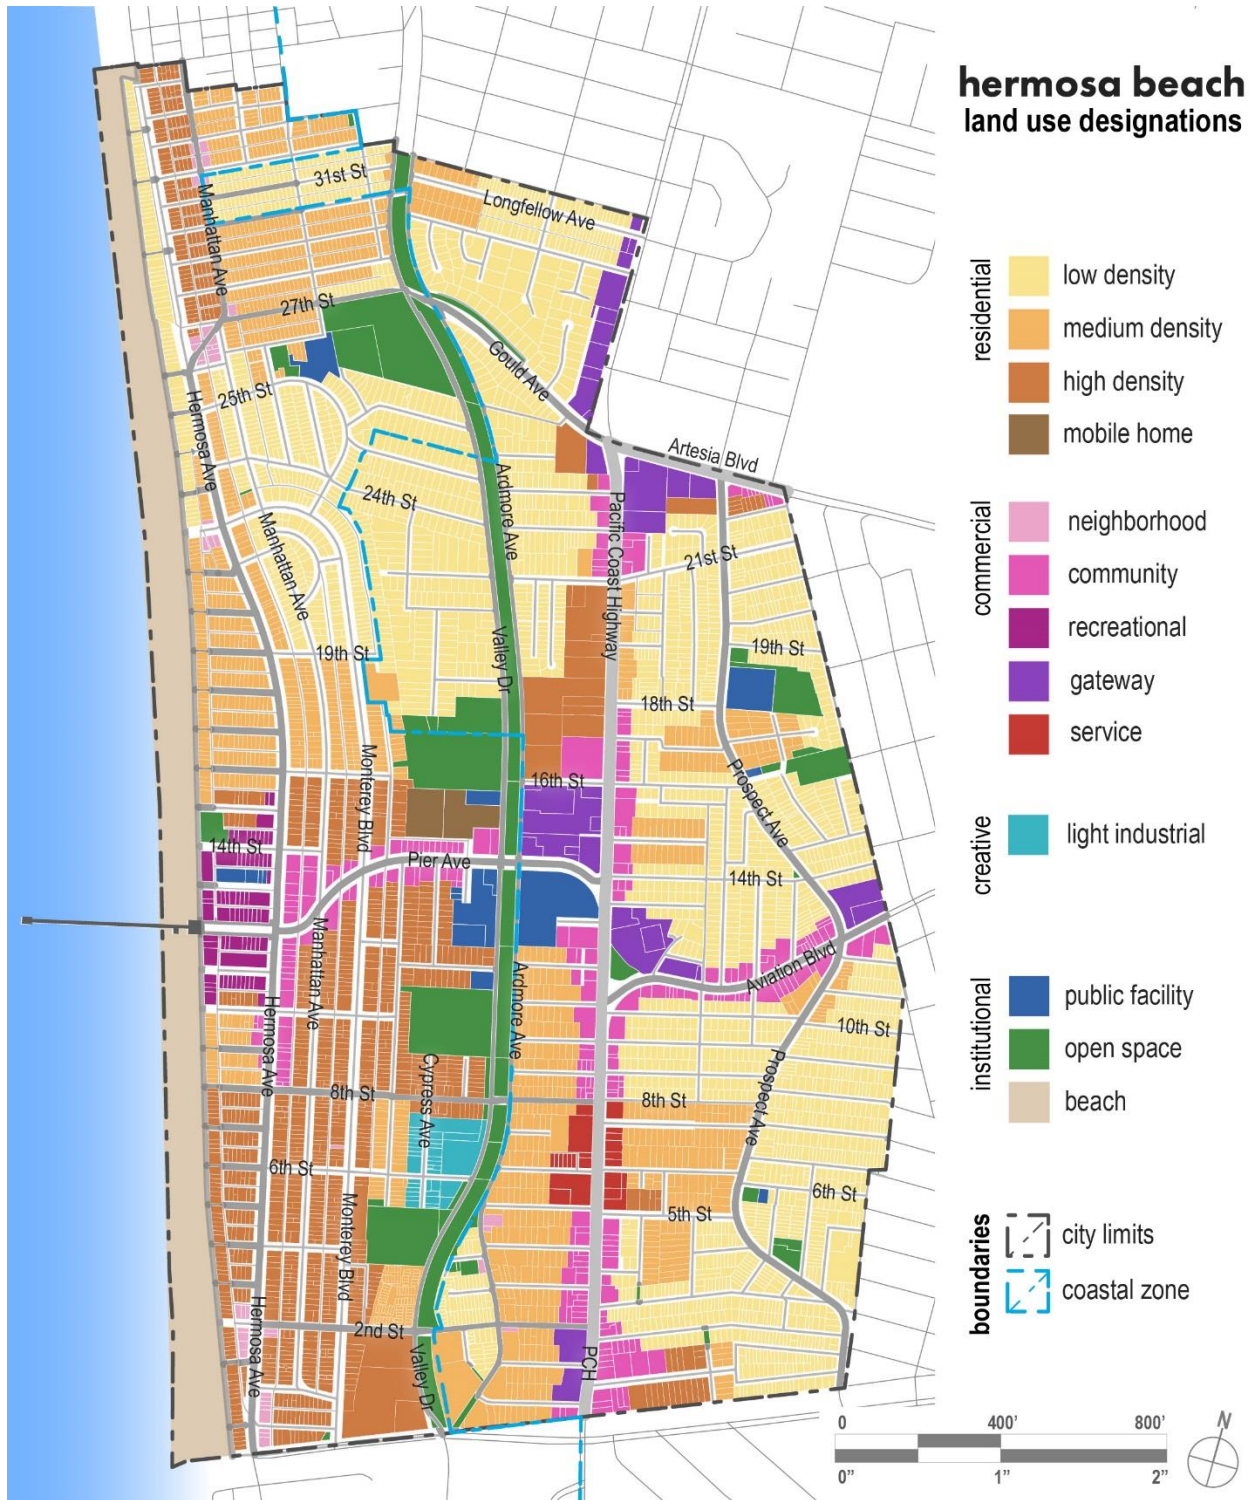 hermosa beach
land use designations
31st St
Longfellow Ave
Manhattan Ave
27th St
Gould Ave
25th St
Hermosa Ave
Artesia Blvd
24th St
Ardmore Ave
Pacific Coast Highway
Manhattan Ave
21st St
19th St
Valley Dr
19th St
18th St
Monterey Blvd
16th St
Prospect Ave
14th St
Pier Ave
14th St
Manhattan Ave
Aviation Blvd
Hermosa Ave
Ardmore Ave
10th St
Cypress Ave
Prospect Ave
8th St
8th St
6th St
6th St
Monterey Blvd
5th St
Hermosa Ave
2nd St
Valley Dr
PCH
residential
low density
medium density
high density
mobile home
commercial
neighborhood
community
recreational
gateway
service
creative
light industrial
institutional
public facility
open space
beach
boundaries
city limits
coastal zone
0 400' 800'
0" 1" 2"
N